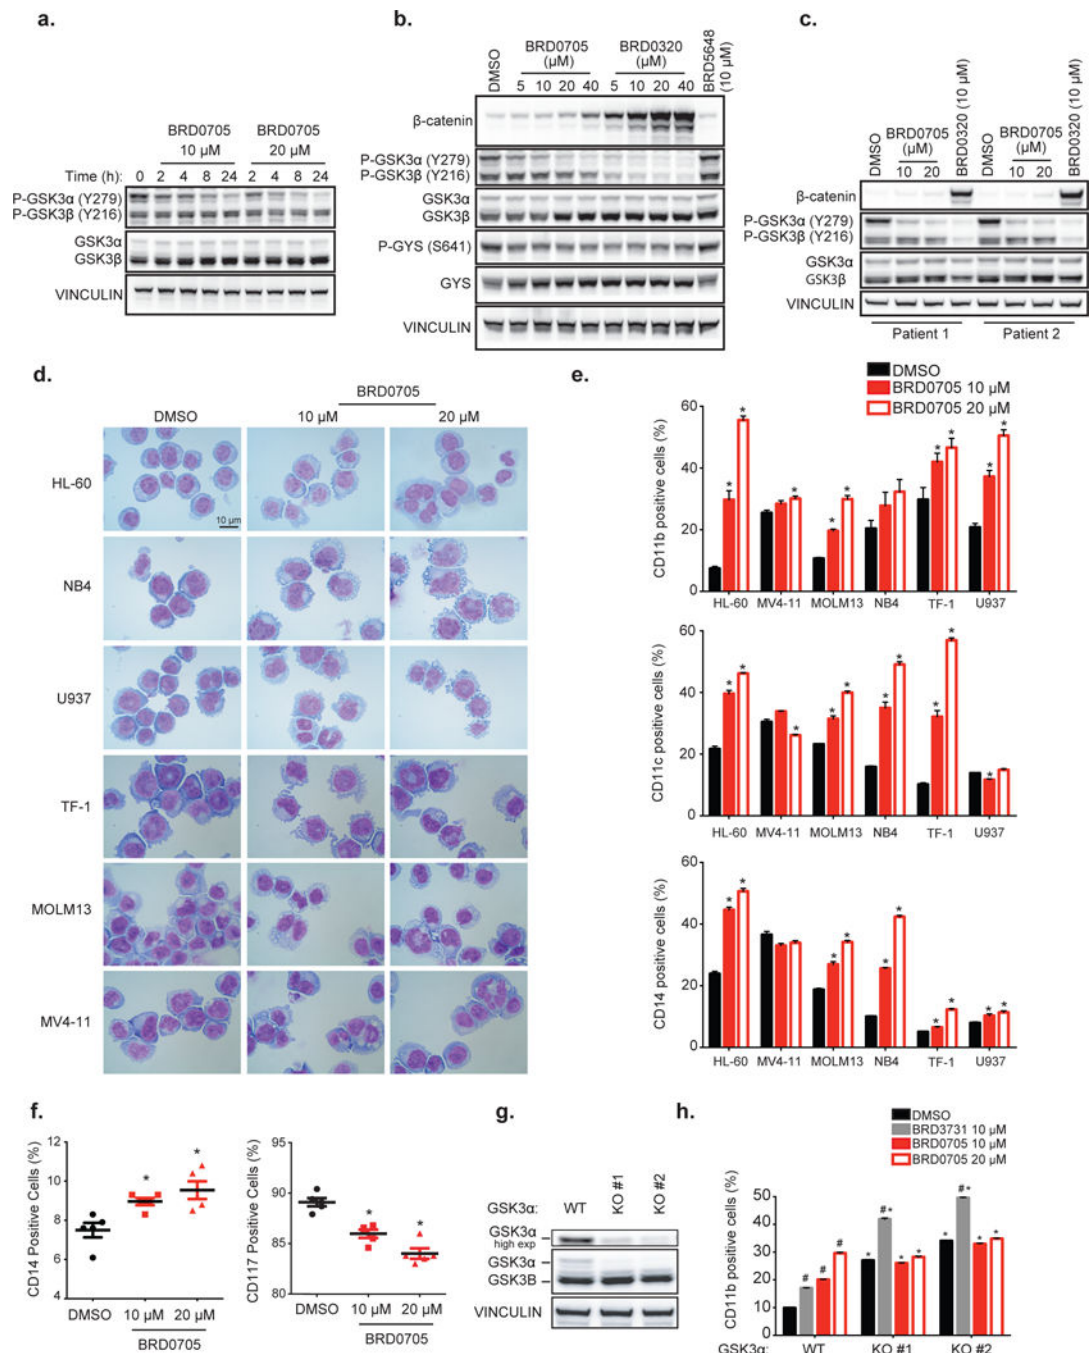 a.
BRD0705 BRD0705
10 µM 20 µM
Time (h): 0 2 4 8 24 2 4 8 24
P-GSK3α (Y279)
P-GSK3β (Y216)
GSK3α
GSK3β
VINCULIN
b.
DMSO BRD0705 (µM) BRD0320 (µM) BRD5648 (10 µM)
5 10 20 40 5 10 20 40
β-catenin
P-GSK3α (Y279)
P-GSK3β (Y216)
GSK3α
GSK3β
P-GYS (S641)
GYS
VINCULIN
c.
DMSO BRD0705 (µM) BRD0320 (10 µM) DMSO BRD0705 (µM) BRD0320 (10 µM)
10 20 10 20
β-catenin
P-GSK3α (Y279)
P-GSK3β (Y216)
GSK3α
GSK3β
VINCULIN
Patient 1 Patient 2
d.
BRD0705
DMSO 10 µM 20 µM
HL-60
10 µm
NB4
U937
TF-1
MOLM13
MV4-11
e.
DMSO
BRD0705 10 µM
BRD0705 20 µM
CD11b positive cells (%)
60
40
20
0
* * * * * * * * *
HL-60 MV4-11 MOLM13 NB4 TF-1 U937
CD11c positive cells (%)
60
40
20
0
* * * * * * * * * *
HL-60 MV4-11 MOLM13 NB4 TF-1 U937
CD14 positive cells (%)
60
40
20
0
* * * * * * * * * *
HL-60 MV4-11 MOLM13 NB4 TF-1 U937
f.
CD14 Positive Cells (%)
12
10
8
6
4
* *
DMSO 10 µM 20 µM
BRD0705
CD117 Positive Cells (%)
95
90
85
80
* *
DMSO 10 µM 20 µM
BRD0705
g.
GSK3α: WT KO #1 KO #2
GSK3α
high exp
GSK3α
GSK3B
VINCULIN
h.
DMSO
BRD3731 10 µM
BRD0705 10 µM
BRD0705 20 µM
CD11b positive cells (%)
50
40
30
20
10
0
# # # * #* * * * #* * *
GSK3α: WT KO #1 KO #2